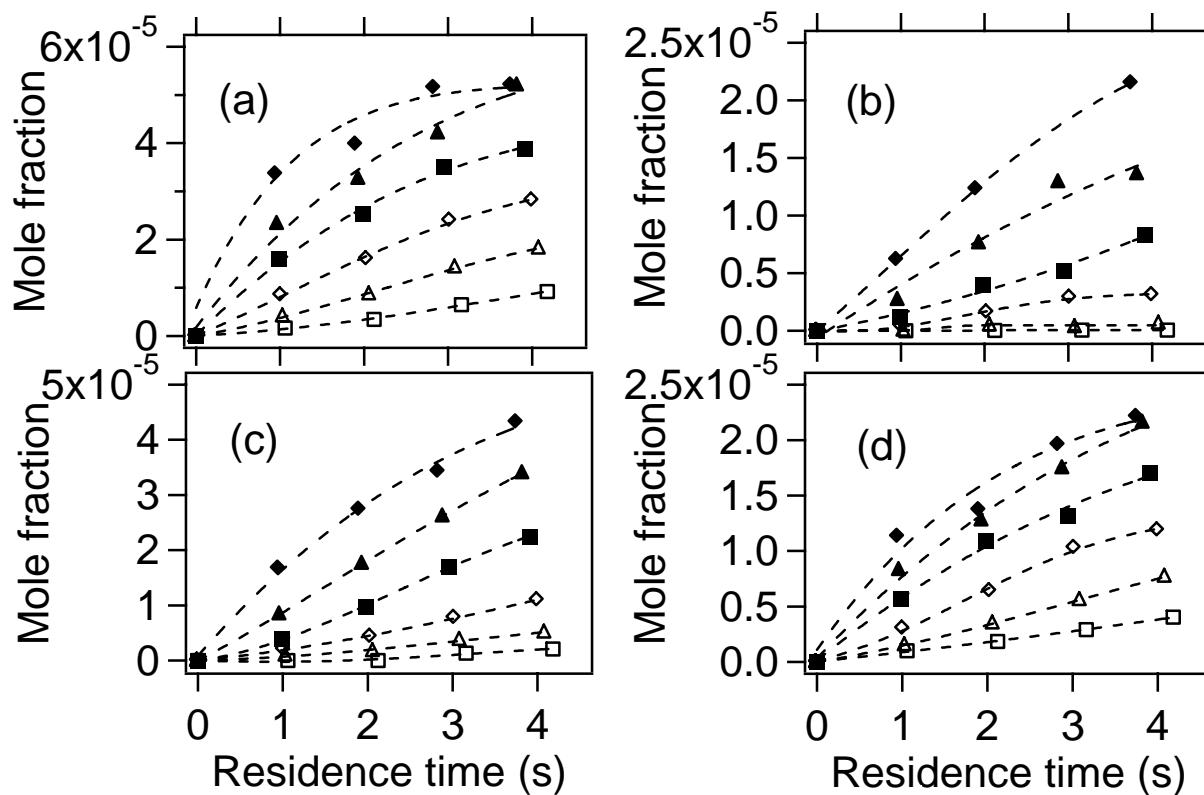 6x10-5
4
2
0
Mole fraction
(a)
2.5x10-5
2.0
1.5
1.0
0.5
0.0
Mole fraction
(b)
5x10-5
4
3
2
1
0
Mole fraction
(c)
0 1 2 3 4
Residence time (s)
2.5x10-5
2.0
1.5
1.0
0.5
0.0
Mole fraction
(d)
0 1 2 3 4
Residence time (s)